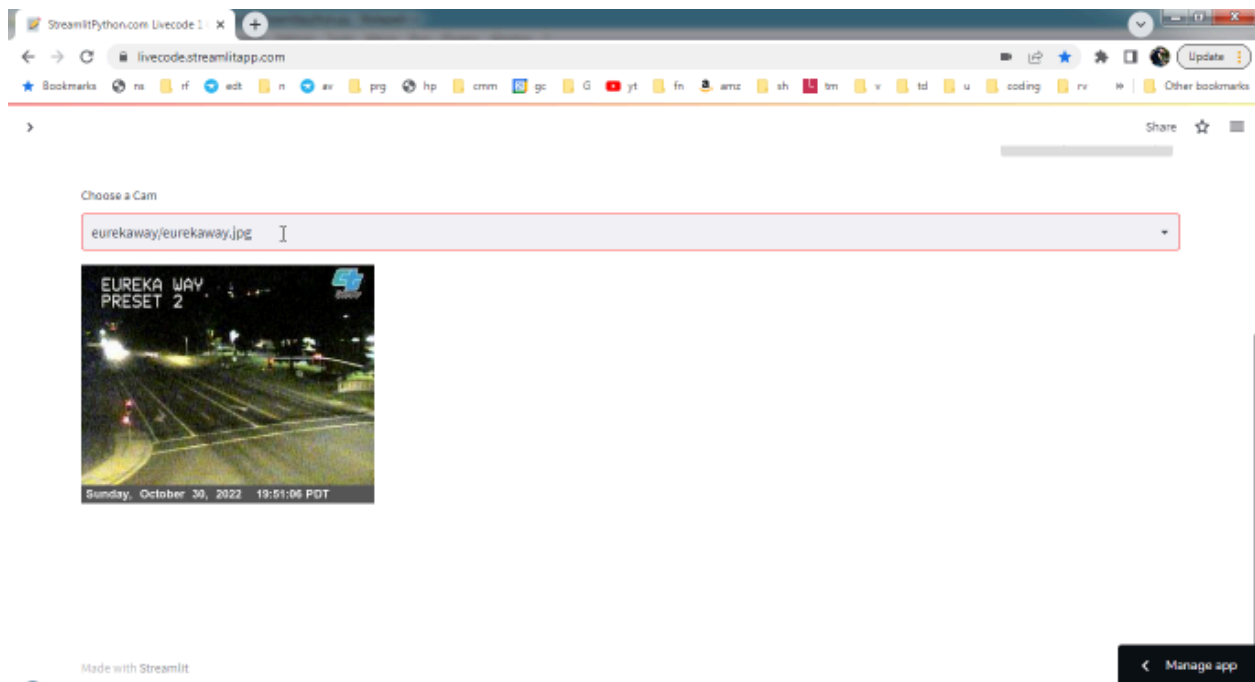 StreamlitPython.com Livecode 1
livecode.streamlitapp.com
Update
Bookmarks ns rf edt n av prg hp cmm gc G yt fn amz sh tm v td u coding rv Other bookmarks
Share
Choose a Cam
eurekaway/eurekaway.jpg
EUREKA WAY
PRESET 2
Sunday, October 30, 2022 19:51:06 PDT
Made with Streamlit
Manage app